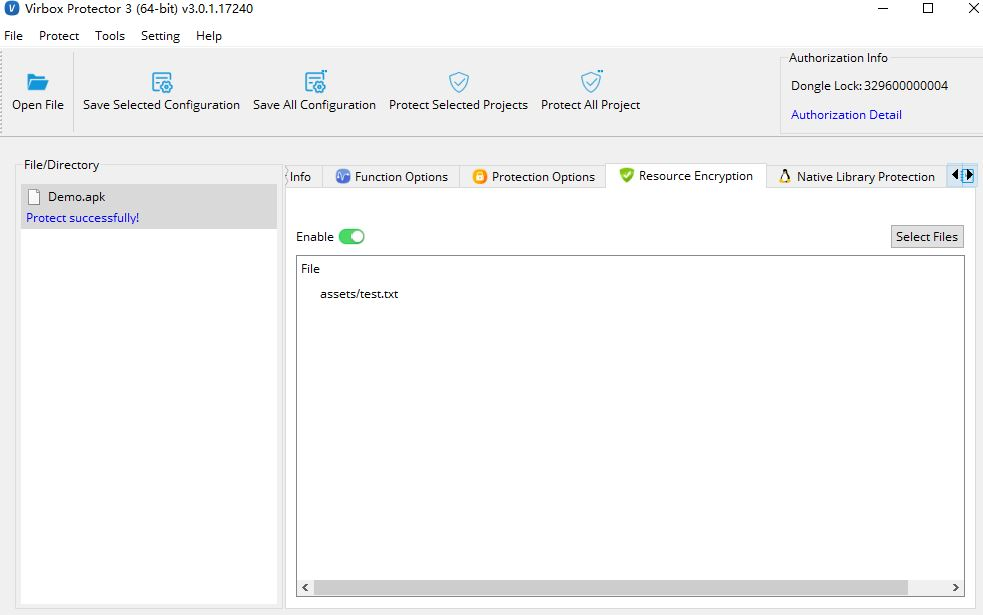 Virbox Protector 3 (64-bit) v3.0.1.17240
File Protect Tools Setting Help
Open File
Save Selected Configuration
Save All Configuration
Protect Selected Projects
Protect All Project
Authorization Info
Dongle Lock: 329600000004
Authorization Detail
File/Directory
Demo.apk
Protect successfully!
Info
Function Options
Protection Options
Resource Encryption
Native Library Protection
Enable
Select Files
File
assets/test.txt